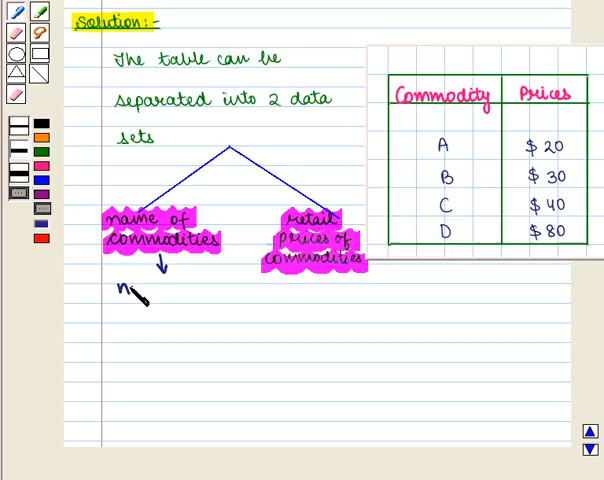 Solution:-
The table can be
separated into 2 data
sets
name of
commodities
retail
prices of
commodities
n
Commodity Prices
A $ 20
B $ 30
C $ 40
D $ 80